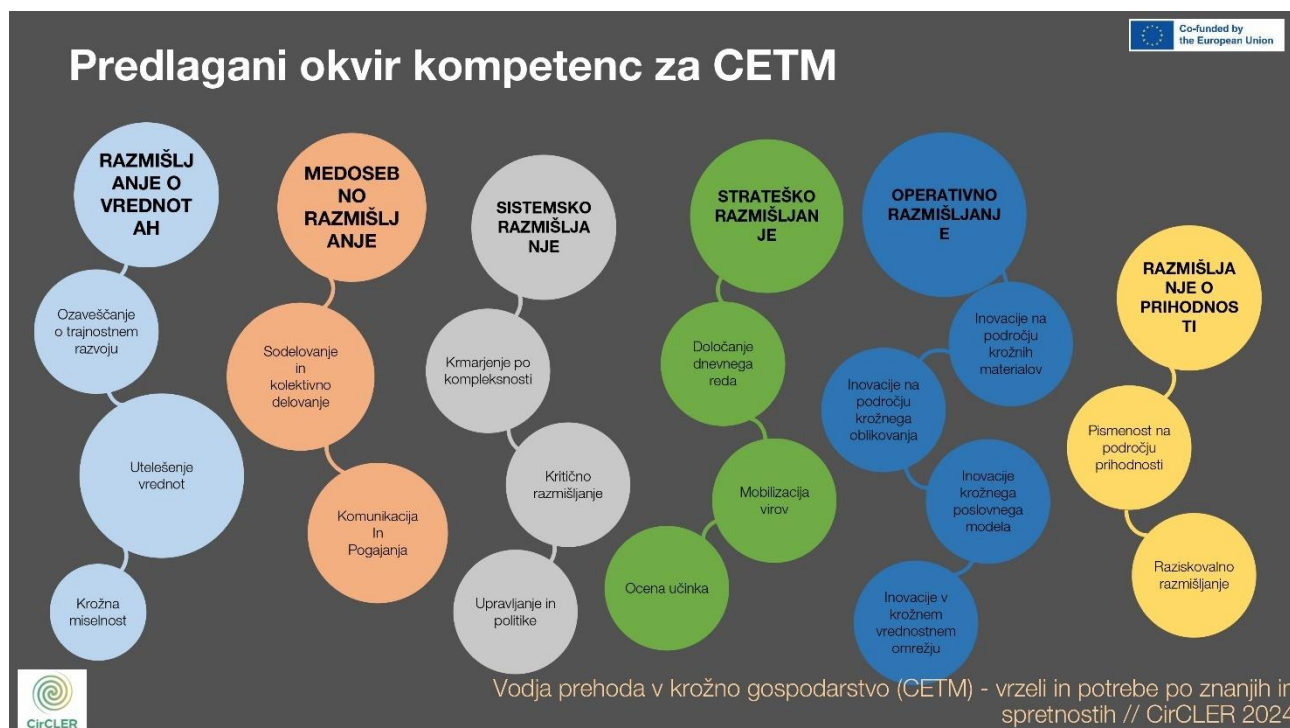 Co-funded by
the European Union
Predlagani okvir kompetenc za CETM
RAZMIŠLJ
ANJE O
VREDNOT
AH
Ozaveščanje
o trajnostnem
razvoju
Utelešenje
vrednot
Krožna
miselnost
MEDOSEB
NO
RAZMIŠLJ
ANJE
Sodelovanje
in
kolektivno
delovanje
Komunikacija
In
Pogajanja
SISTEMSKO
RAZMIŠLJA
NJE
Krmarjenje po
kompleksnosti
Kritično
razmišljanje
Upravljanje in
politike
STRATEŠKO
RAZMIŠLJAN
JE
Določanje
dnevnega
reda
Mobilizacija
virov
Ocena učinka
OPERATIVNO
RAZMIŠLJANJ
E
Inovacije na
področju
krožnih
materialov
Inovacije na
področju
krožnega
oblikovanja
Inovacije
krožnega
poslovnega
modela
Inovacije v
krožnem
vrednostnem
omrežju
RAZMIŠLJA
NJE O
PRIHODNOS
TI
Pismenost na
področju
prihodnosti
Raziskovalno
razmišljanje
CirCLER
Vodja prehoda v krožno gospodarstvo (CETM) - vrzeli in potrebe po znanjih in
spretnostih // CirCLER 2024